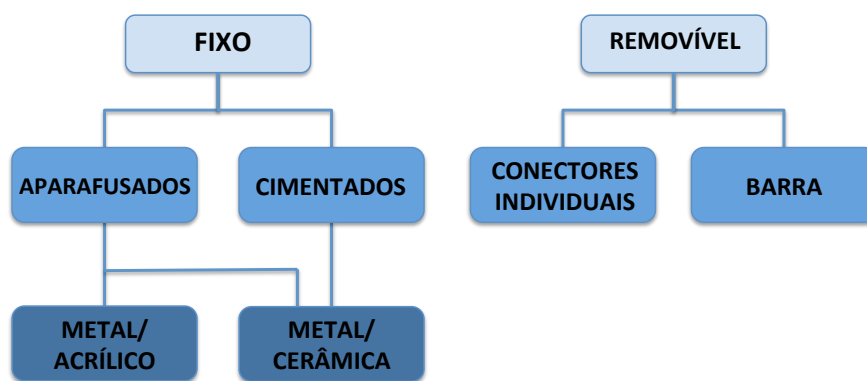 FIXO
REMOVÍVEL
APARAFUSADOS
CIMENTADOS
CONECTORES
INDIVIDUAIS
BARRA
METAL/
ACRÍLICO
METAL/
CERÂMICA